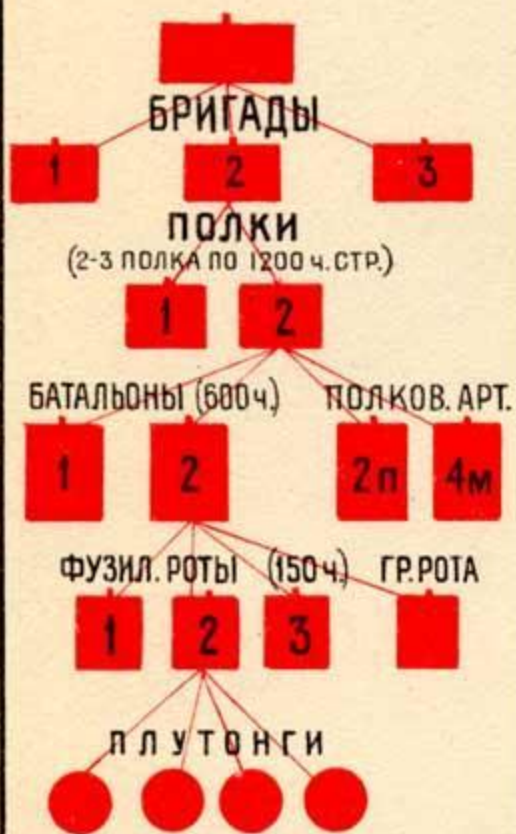 БРИГАДЫ
1 2 3
ПОЛКИ
(2-3 ПОЛКА ПО 1200 Ч. СТР.)
1 2
БАТАЛЬОНЫ (600 Ч.) ПОЛКОВ. АРТ.
1 2 2П 4М
ФУЗИЛ. РОТЫ (150 Ч.) ГР. РОТА
1 2 3
ПЛУТОНГИ